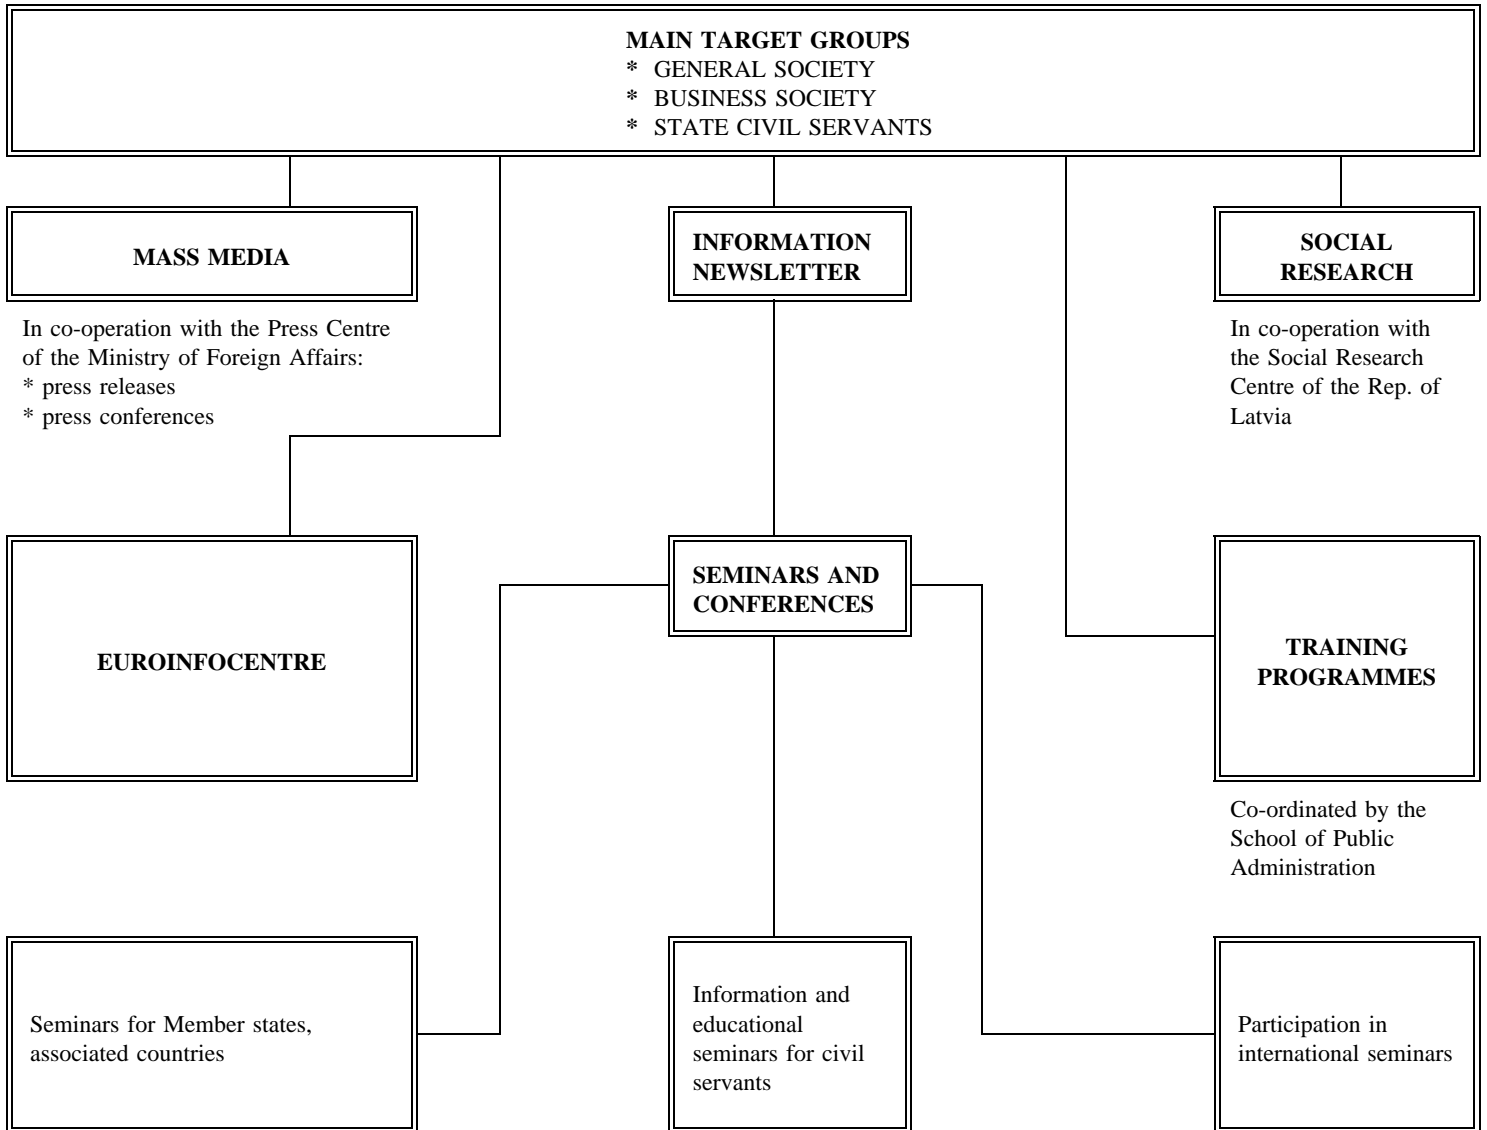 MAIN TARGET GROUPS
* GENERAL SOCIETY
* BUSINESS SOCIETY
* STATE CIVIL SERVANTS
MASS MEDIA
In co-operation with the Press Centre
of the Ministry of Foreign Affairs:
* press releases
* press conferences
INFORMATION
NEWSLETTER
SOCIAL
RESEARCH
In co-operation with
the Social Research
Centre of the Rep. of
Latvia
EUROINFOCENTRE
SEMINARS AND
CONFERENCES
TRAINING
PROGRAMMES
Co-ordinated by the
School of Public
Administration
Seminars for Member states,
associated countries
Information and
educational
seminars for civil
servants
Participation in
international seminars